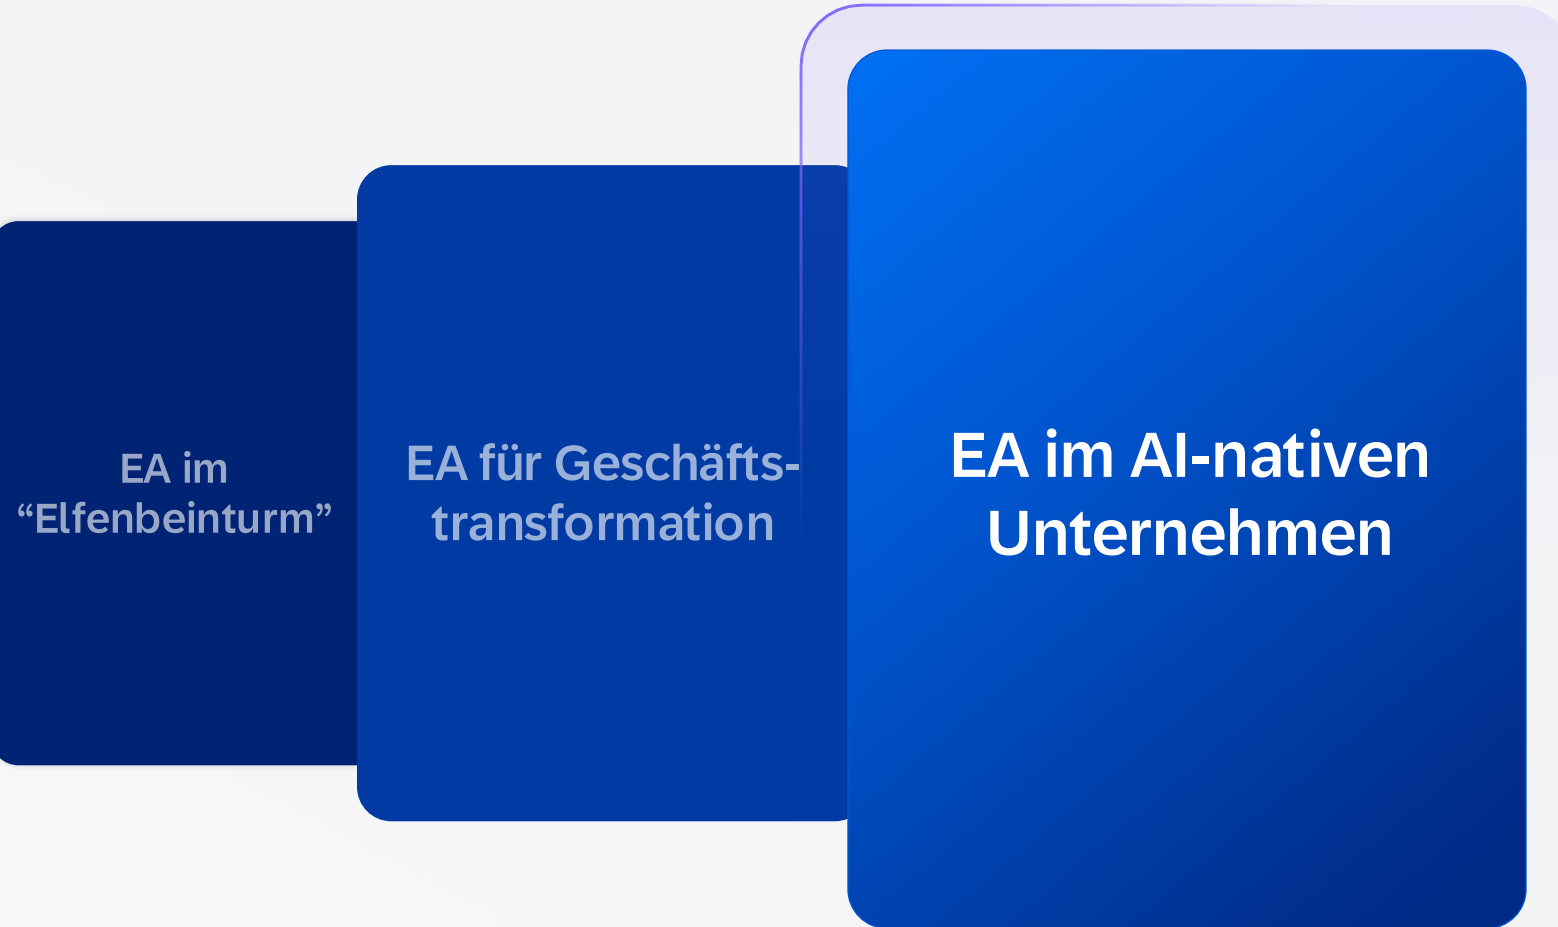 EA im
“Elfenbeinturm”
EA für Geschäfts-
transformation
EA im AI-nativen
Unternehmen